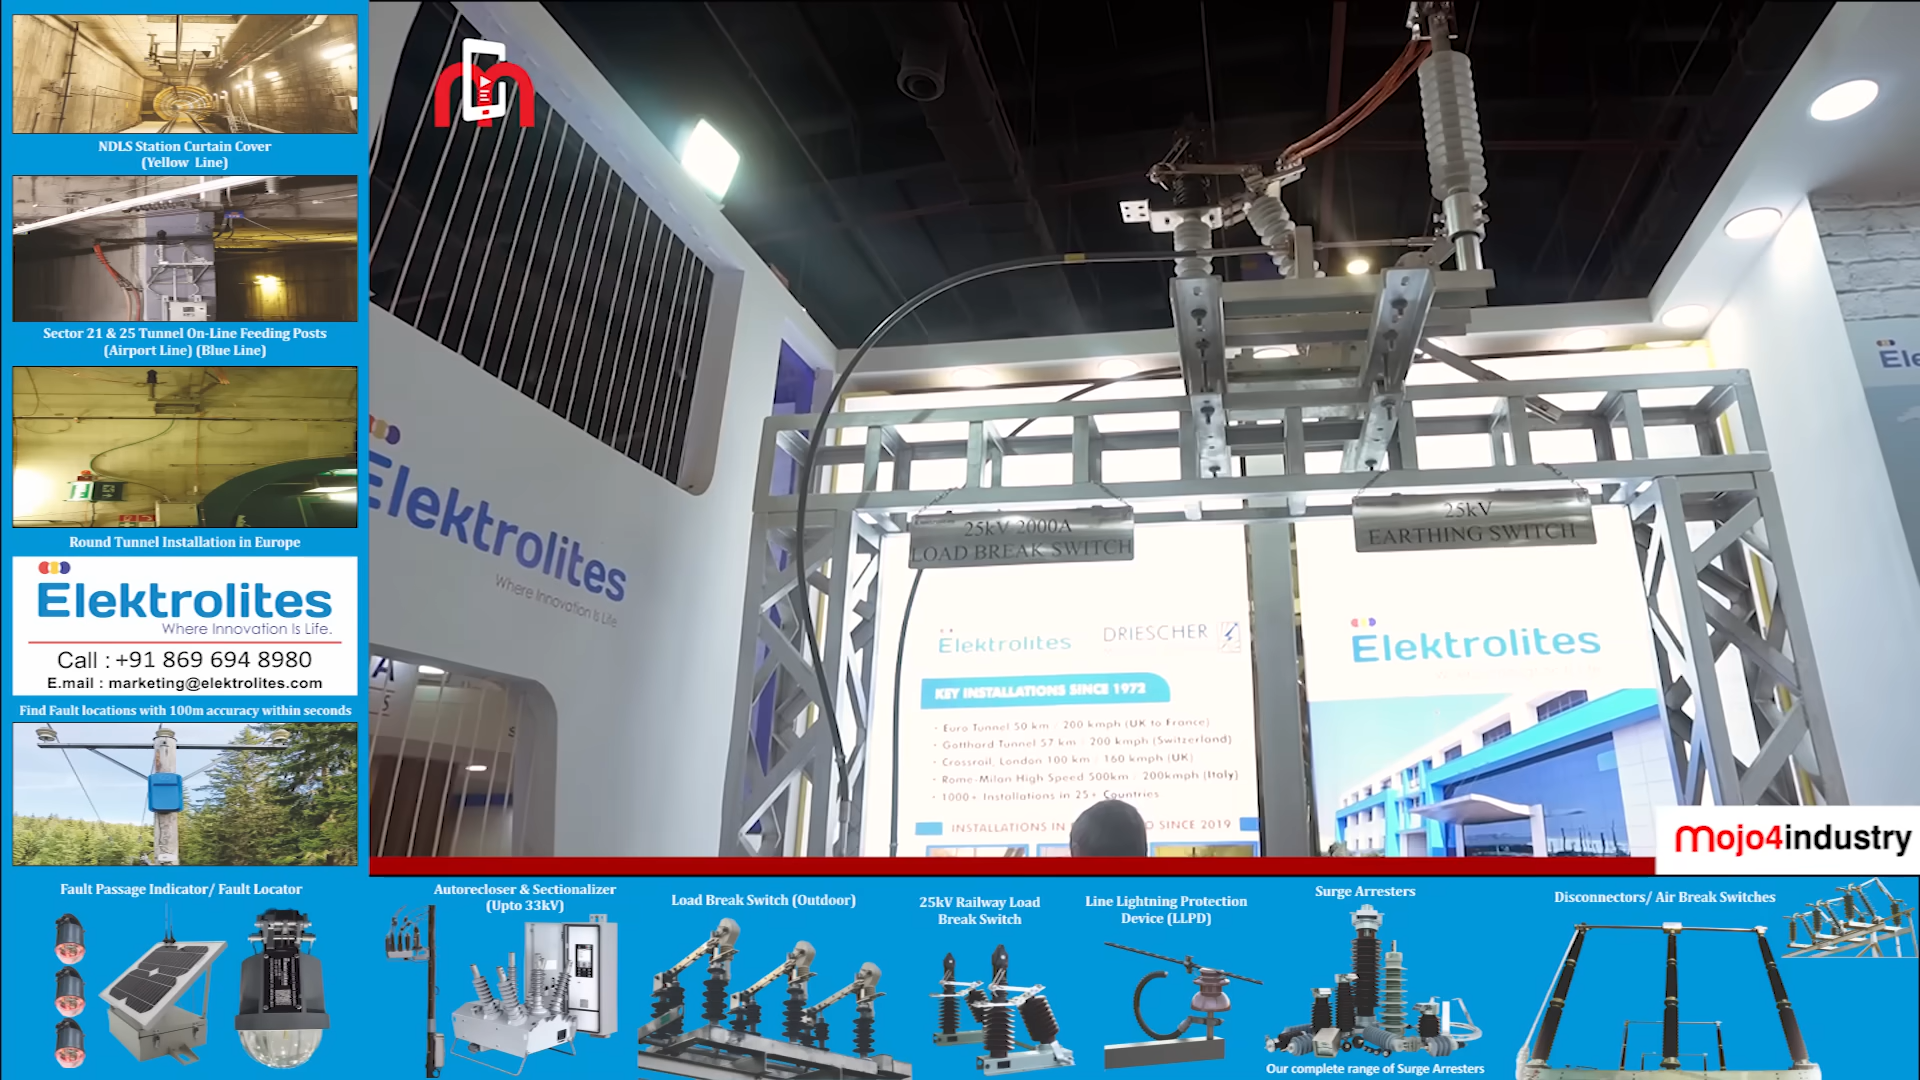 NDLS Station Curtain Cover
(Yellow Line)
Sector 21 & 25 Tunnel On-Line Feeding Posts
(Airport Line) (Blue Line)
Round Tunnel Installation in Europe
Elektrolites
Where Innovation Is Life.
Call : +91 869 694 8980
E.mail : marketing@elektrolites.com
Find Fault locations with 100m accuracy within seconds
Elektrolites
Where Innovation Is Life
25kV 2000A
LOAD BREAK SWITCH
25kV
EARTHING SWITCH
Elektrolites
DRIESCHER
KEY INSTALLATIONS SINCE 1972
• Euro Tunnel 50 km / 200 kmph (UK to France)
• Gotthard Tunnel 57 km / 200 kmph (Switzerland)
• Crossroil, London 100 km / 160 kmph (UK)
• Rome-Milan High Speed 500km / 200kmph (Italy)
• 1000+ Installations in 25+ Countries
INSTALLATIONS IN
SINCE 2019
Elektrolites
Ele
mojo4industry
Fault Passage Indicator/ Fault Locator
Autorecloser & Sectionalizer
(Upto 33kV)
Load Break Switch (Outdoor)
25kV Railway Load
Break Switch
Line Lightning Protection
Device (LLPD)
Surge Arresters
Our complete range of Surge Arresters
Disconnectors/ Air Break Switches